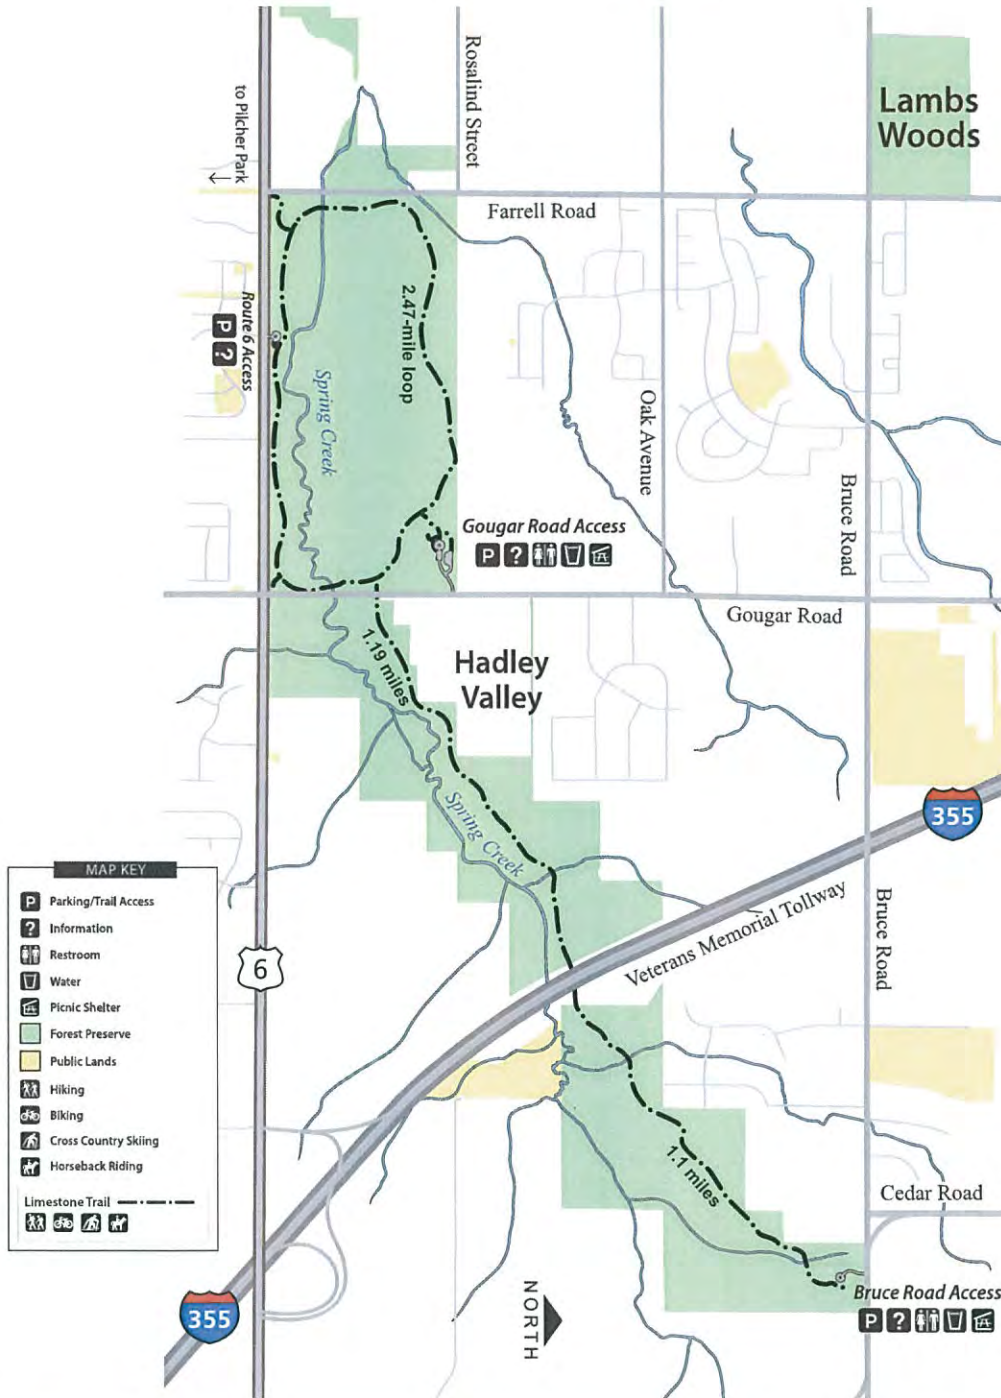 Lambs
Woods
Rosalind Street
to Pilcher Park
Farrell Road
2.47-mile loop
Route 6 Access
P ?
Spring Creek
Oak Avenue
Bruce Road
Gougar Road Access
P ?
Gougar Road
1.19 miles
Hadley
Valley
355
Spring Creek
Veterans Memorial Tollway
Bruce Road
6
MAP KEY
P Parking/Trail Access
? Information
Restroom
Water
Picnic Shelter
Forest Preserve
Public Lands
Hiking
Biking
Cross Country Skiing
Horseback Riding
Limestone Trail
1.1 miles
Cedar Road
Bruce Road Access
P ?
NORTH
355